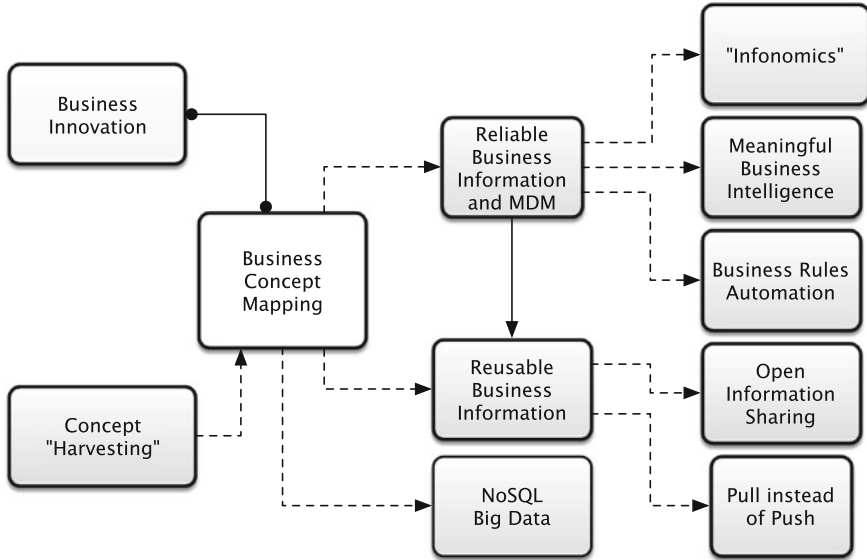 Business
Innovation
Business
Concept
Mapping
Concept
"Harvesting"
Reliable
Business
Information
and MDM
Reusable
Business
Information
NoSQL
Big Data
"Infonomics"
Meaningful
Business
Intelligence
Business Rules
Automation
Open
Information
Sharing
Pull instead
of Push